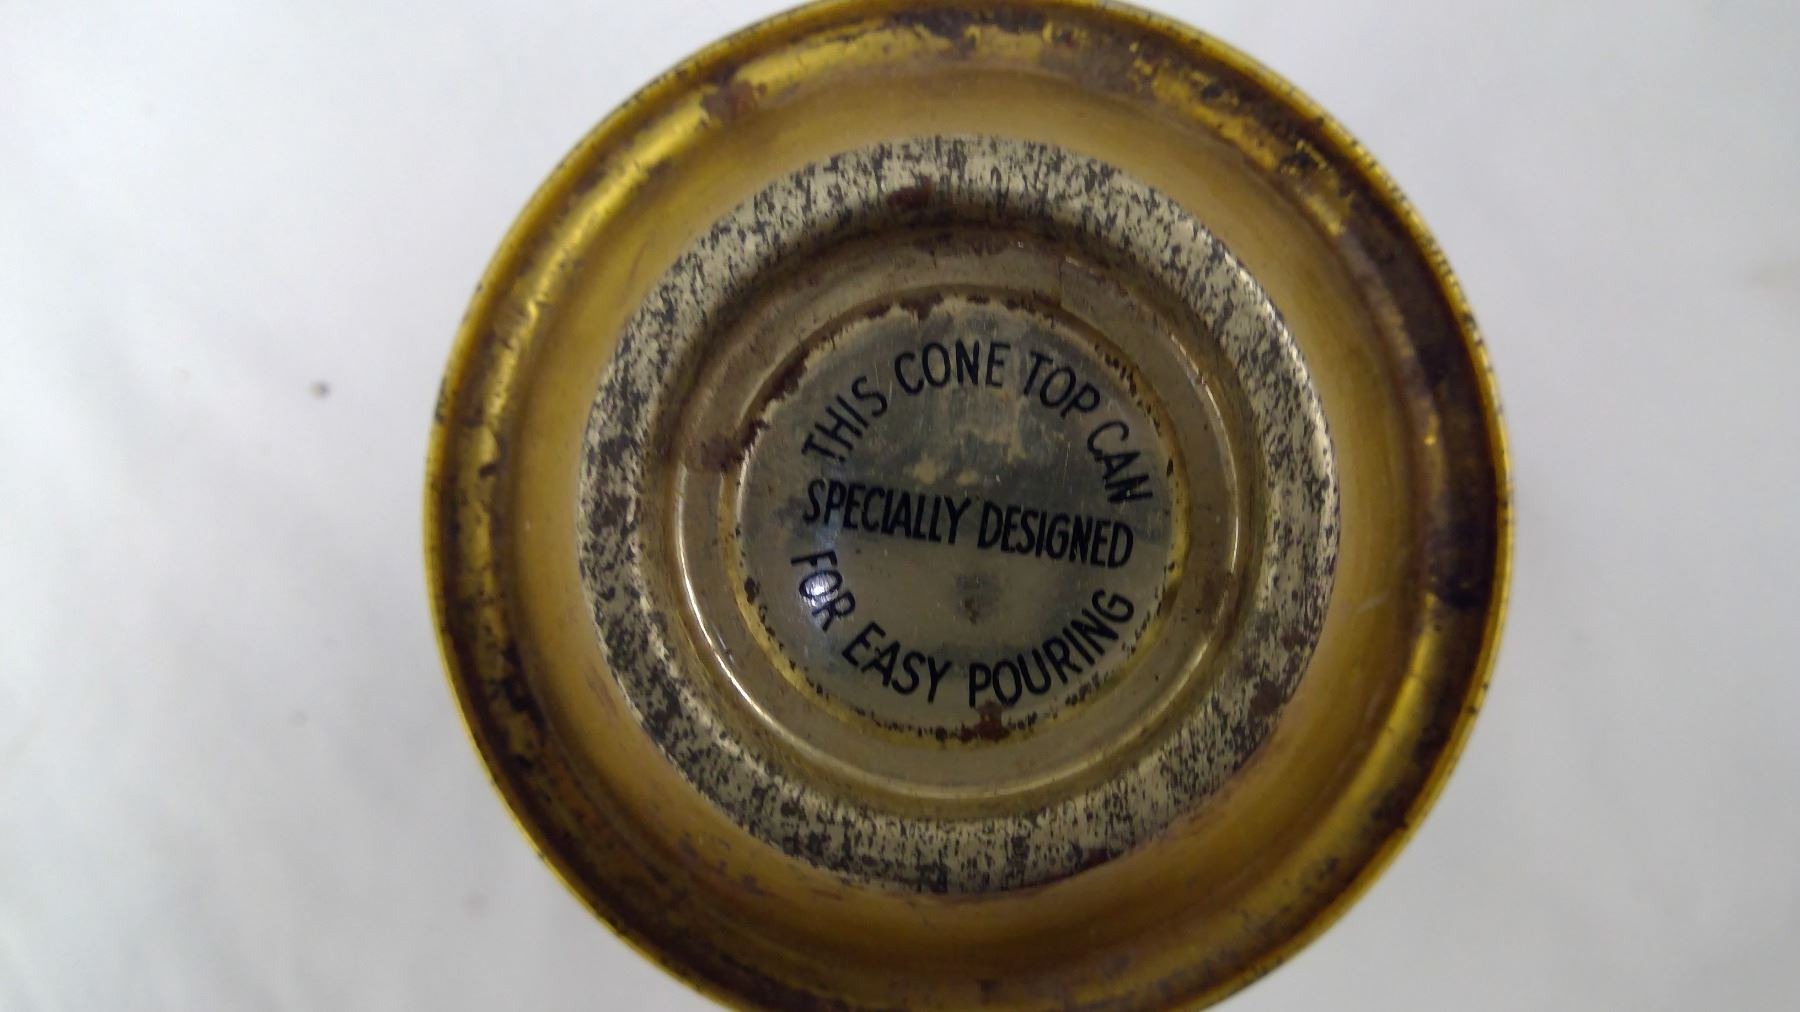 THIS CONE TOP CAN
SPECIALLY DESIGNED
FOR EASY POURING